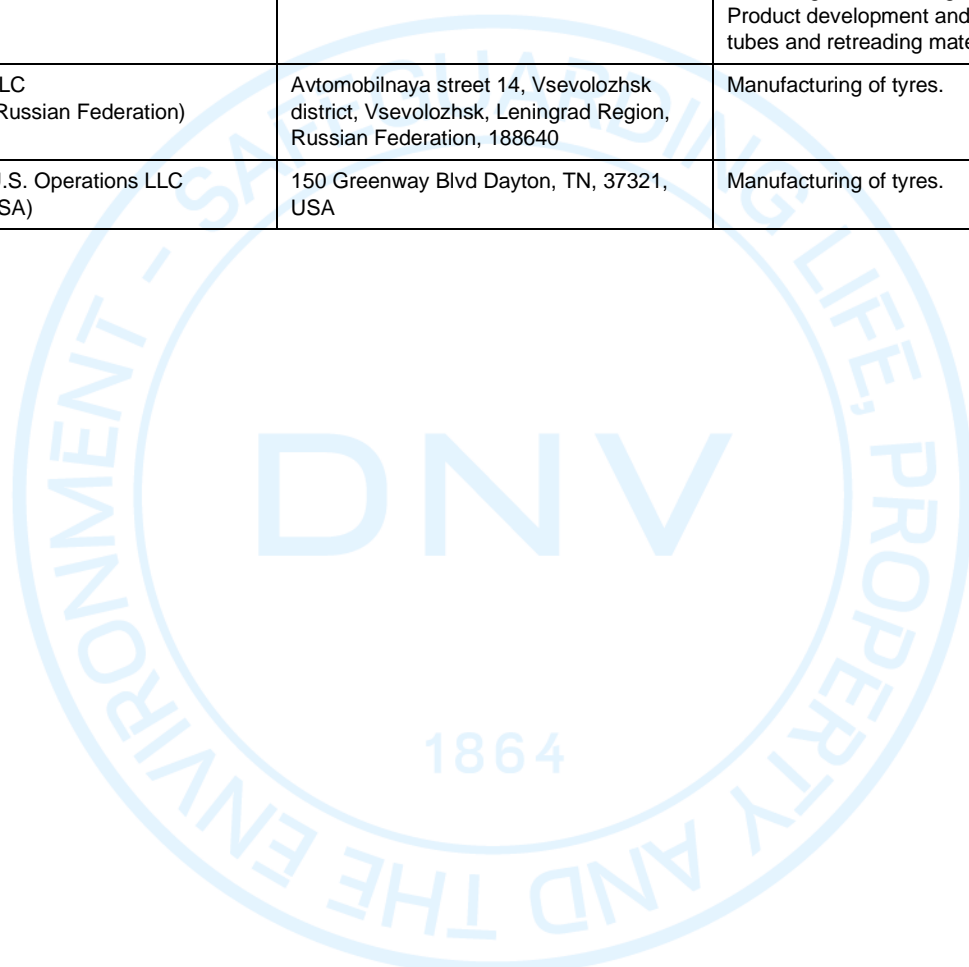 Product development and
tubes and retreading mate
LC
Russian Federation)
Avtomobilnaya street 14, Vsevolozhsk
district, Vsevolozhsk, Leningrad Region,
Russian Federation, 188640
Manufacturing of tyres.
.S. Operations LLC
SA)
150 Greenway Blvd Dayton, TN, 37321,
USA
Manufacturing of tyres.
SAFEGUARDING LIFE, PROPERTY AND THE ENVIRONMENT -
DNV
1864